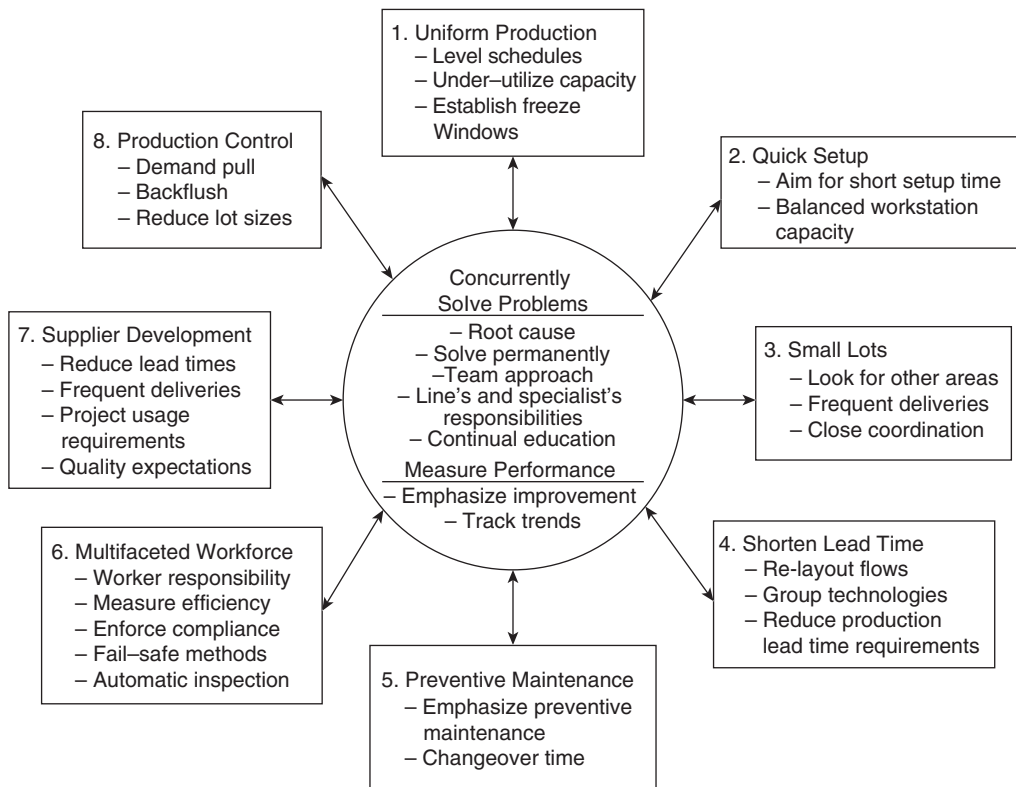 1. Uniform Production
– Level schedules
– Under–utilize capacity
– Establish freeze
Windows
2. Quick Setup
– Aim for short setup time
– Balanced workstation
capacity
3. Small Lots
– Look for other areas
– Frequent deliveries
– Close coordination
4. Shorten Lead Time
– Re-layout flows
– Group technologies
– Reduce production
lead time requirements
5. Preventive Maintenance
– Emphasize preventive
maintenance
– Changeover time
6. Multifaceted Workforce
– Worker responsibility
– Measure efficiency
– Enforce compliance
– Fail–safe methods
– Automatic inspection
7. Supplier Development
– Reduce lead times
– Frequent deliveries
– Project usage
requirements
– Quality expectations
8. Production Control
– Demand pull
– Backflush
– Reduce lot sizes
Concurrently
Solve Problems
– Root cause
– Solve permanently
–Team approach
– Line’s and specialist’s
responsibilities
– Continual education
Measure Performance
– Emphasize improvement
– Track trends